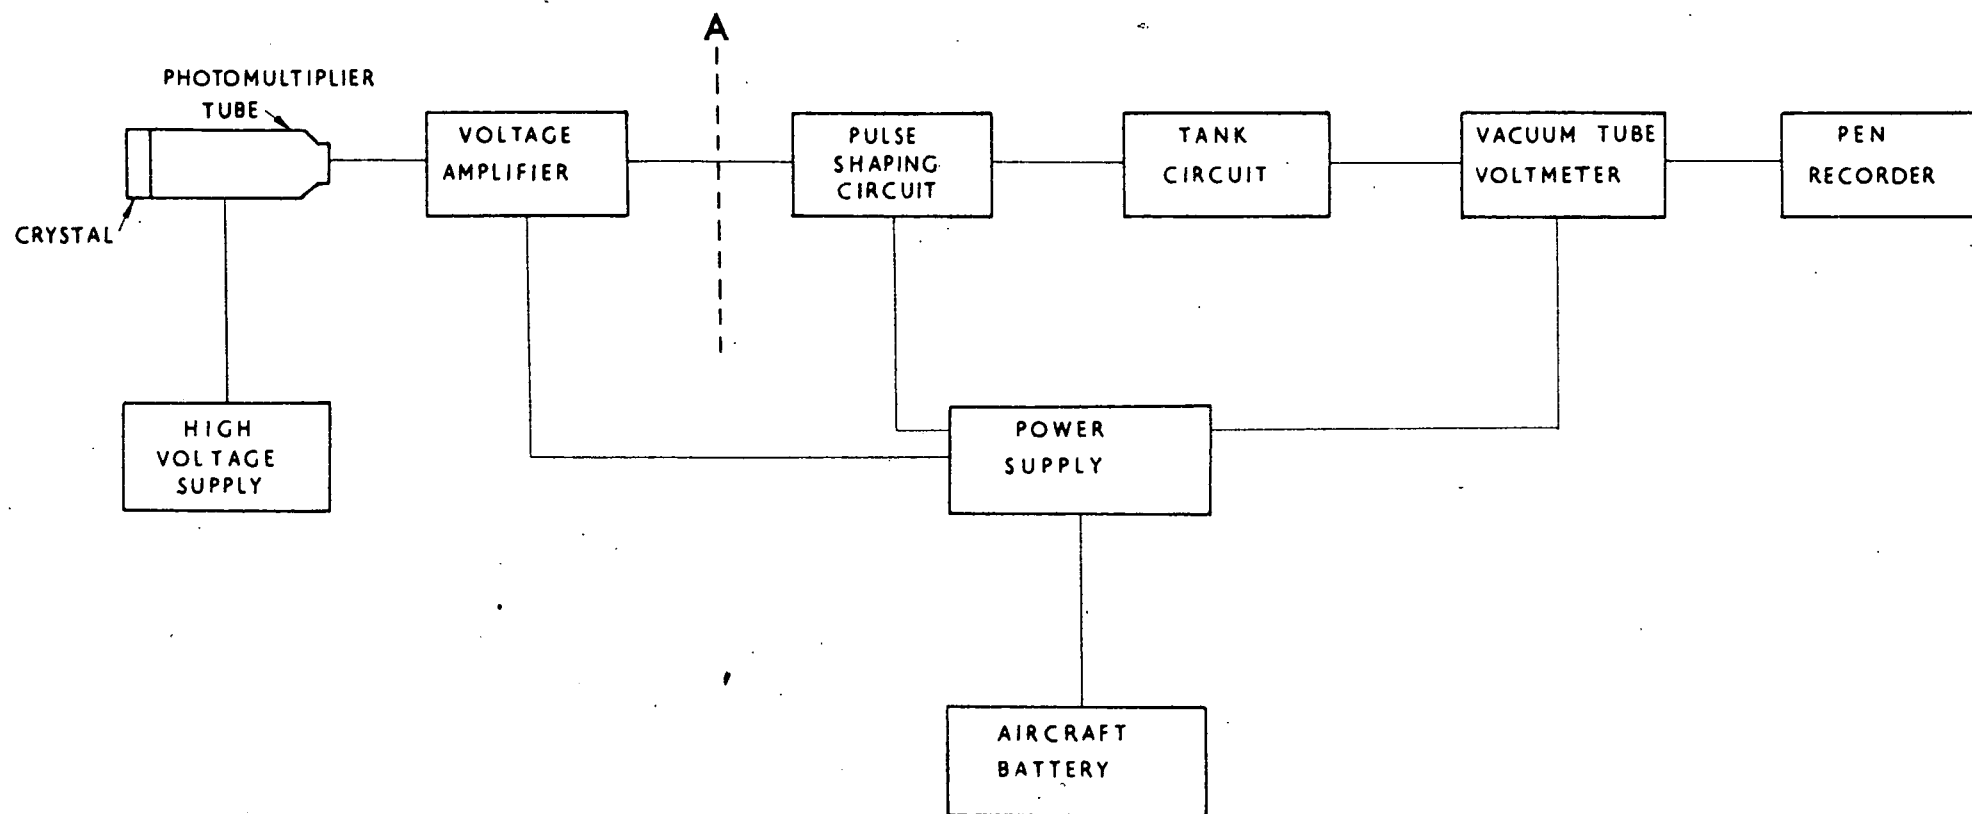 A
PHOTOMULTIPLIER
TUBE
CRYSTAL
VOLTAGE
AMPLIFIER
PULSE
SHAPING
CIRCUIT
TANK
CIRCUIT
VACUUM TUBE
VOLTMETER
PEN
RECORDER
HIGH
VOLTAGE
SUPPLY
POWER
SUPPLY
AIRCRAFT
BATTERY